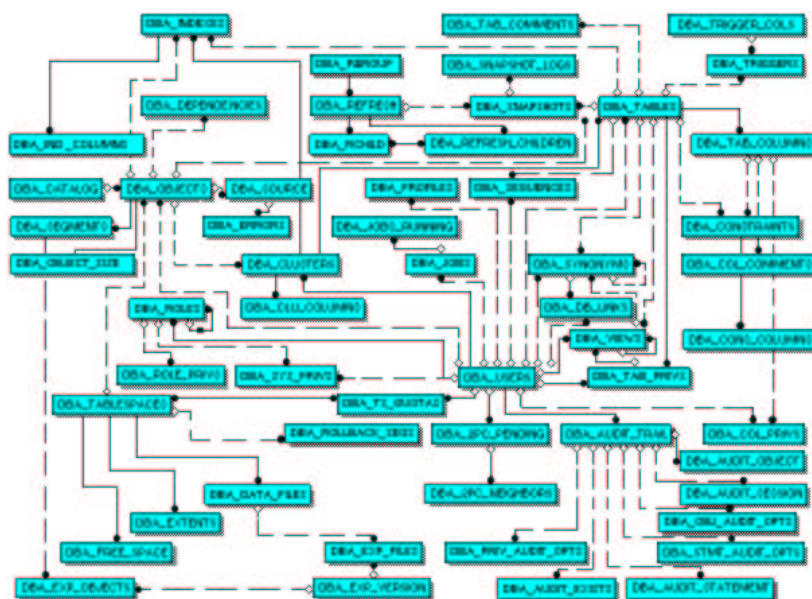 DBA_INDEXES
DBA_TAB_COMMENTS
DBA_TRIGGER_COLS
DBA_RGROUP
DBA_SNAPSHOT_LOGS
DBA_TRIGGERS
DBA_DEPENDENCIES
DBA_REFRESH
DBA_SNAPSHOTS
DBA_TABLES
DBA_IND_COLUMNS
DBA_RCHILD
DBA_REFRESH_CHILDREN
DBA_TAB_COLUMNS
DBA_CATALOG
DBA_OBJECTS
DBA_SOURCE
DBA_PROFILES
DBA_SEQUENCES
DBA_SEGMENTS
DBA_ERRORS
DBA_JOBS_RUNNING
DBA_CONSTRAINTS
DBA_OBJECT_SIZE
DBA_CLUSTERS
DBA_JOBS
DBA_SYNONYMS
DBA_COL_COMMENTS
DBA_ROLES
DBA_CLU_COLUMNS
DBA_DB_LINKS
DBA_VIEWS
DBA_CONS_COLUMNS
DBA_ROLE_PRIVS
DBA_SYS_PRIVS
DBA_USERS
DBA_TAB_PRIVS
DBA_TABLESPACES
DBA_TS_QUOTAS
DBA_ROLLBACK_SEGS
DBA_2PC_PENDING
DBA_AUDIT_TRAIL
DBA_COL_PRIVS
DBA_AUDIT_OBJECT
DBA_DATA_FILES
DBA_2PC_NEIGHBORS
DBA_AUDIT_SESSION
DBA_EXTENTS
DBA_OBJ_AUDIT_OPTS
DBA_FREE_SPACE
DBA_EXP_FILES
DBA_PRIV_AUDIT_OPTS
DBA_STMT_AUDIT_OPTS
DBA_EXP_OBJECTS
DBA_EXP_VERSION
DBA_AUDIT_EXISTS
DBA_AUDIT_STATEMENT